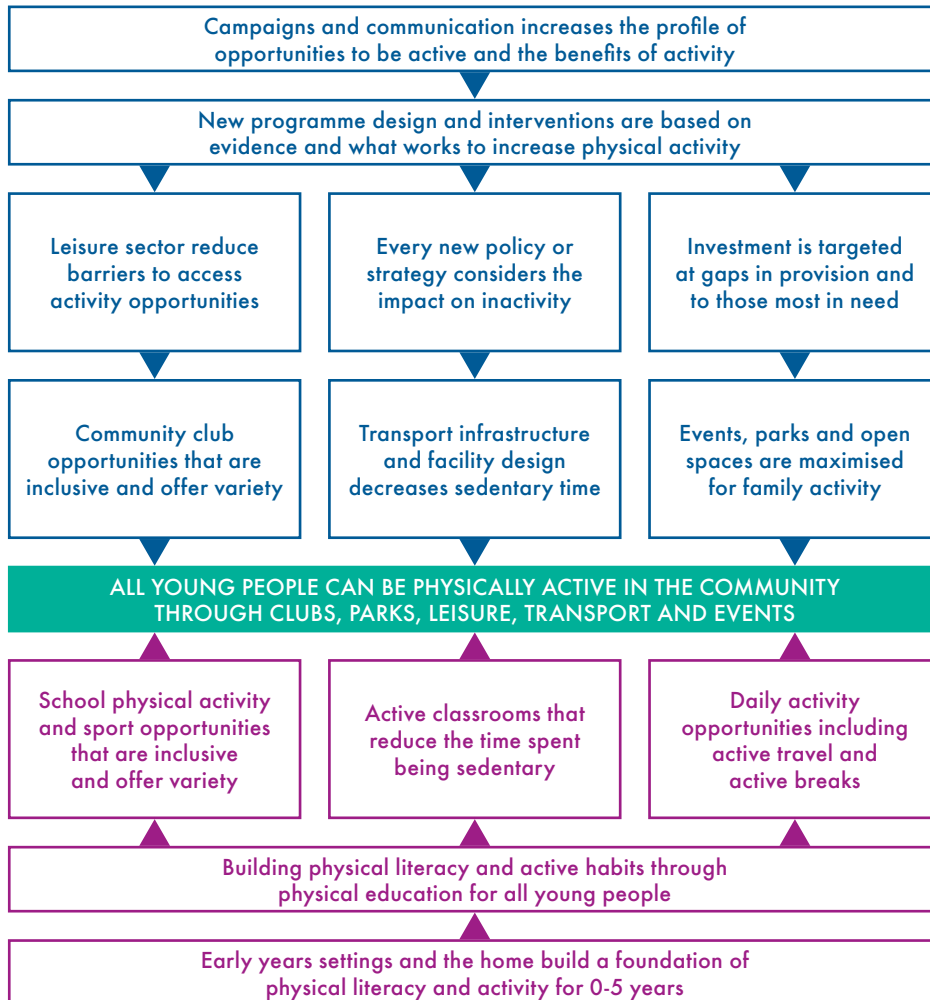 Campaigns and communication increases the profile of
opportunities to be active and the benefits of activity
New programme design and interventions are based on
evidence and what works to increase physical activity
Leisure sector reduce
barriers to access
activity opportunities
Every new policy or
strategy considers the
impact on inactivity
Investment is targeted
at gaps in provision and
to those most in need
Community club
opportunities that are
inclusive and offer variety
Transport infrastructure
and facility design
decreases sedentary time
Events, parks and open
spaces are maximised
for family activity
ALL YOUNG PEOPLE CAN BE PHYSICALLY ACTIVE IN THE COMMUNITY
THROUGH CLUBS, PARKS, LEISURE, TRANSPORT AND EVENTS
School physical activity
and sport opportunities
that are inclusive
and offer variety
Active classrooms that
reduce the time spent
being sedentary
Daily activity
opportunities including
active travel and
active breaks
Building physical literacy and active habits through
physical education for all young people
Early years settings and the home build a foundation of
physical literacy and activity for 0-5 years